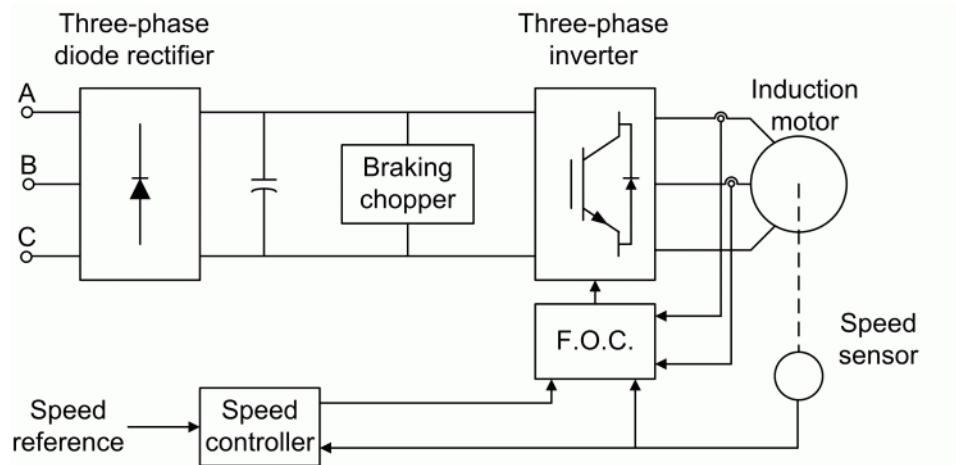 Three-phase
diode rectifier
Three-phase
inverter
Induction
motor
A
B
C
Braking
chopper
F.O.C.
Speed
sensor
Speed
reference
Speed
controller